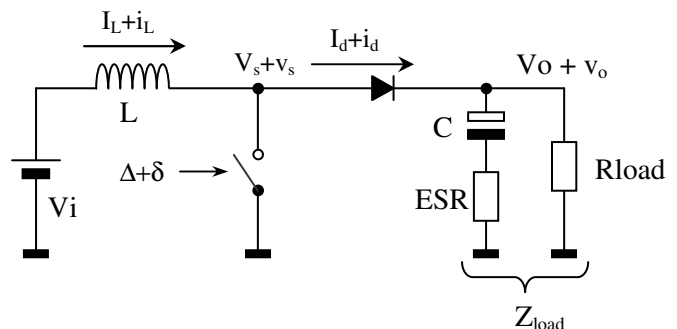 I_L+i_L
V_s+v_s
I_d+i_d
Vo + v_o
L
C
Δ+δ
Vi
ESR
Rload
Z_load